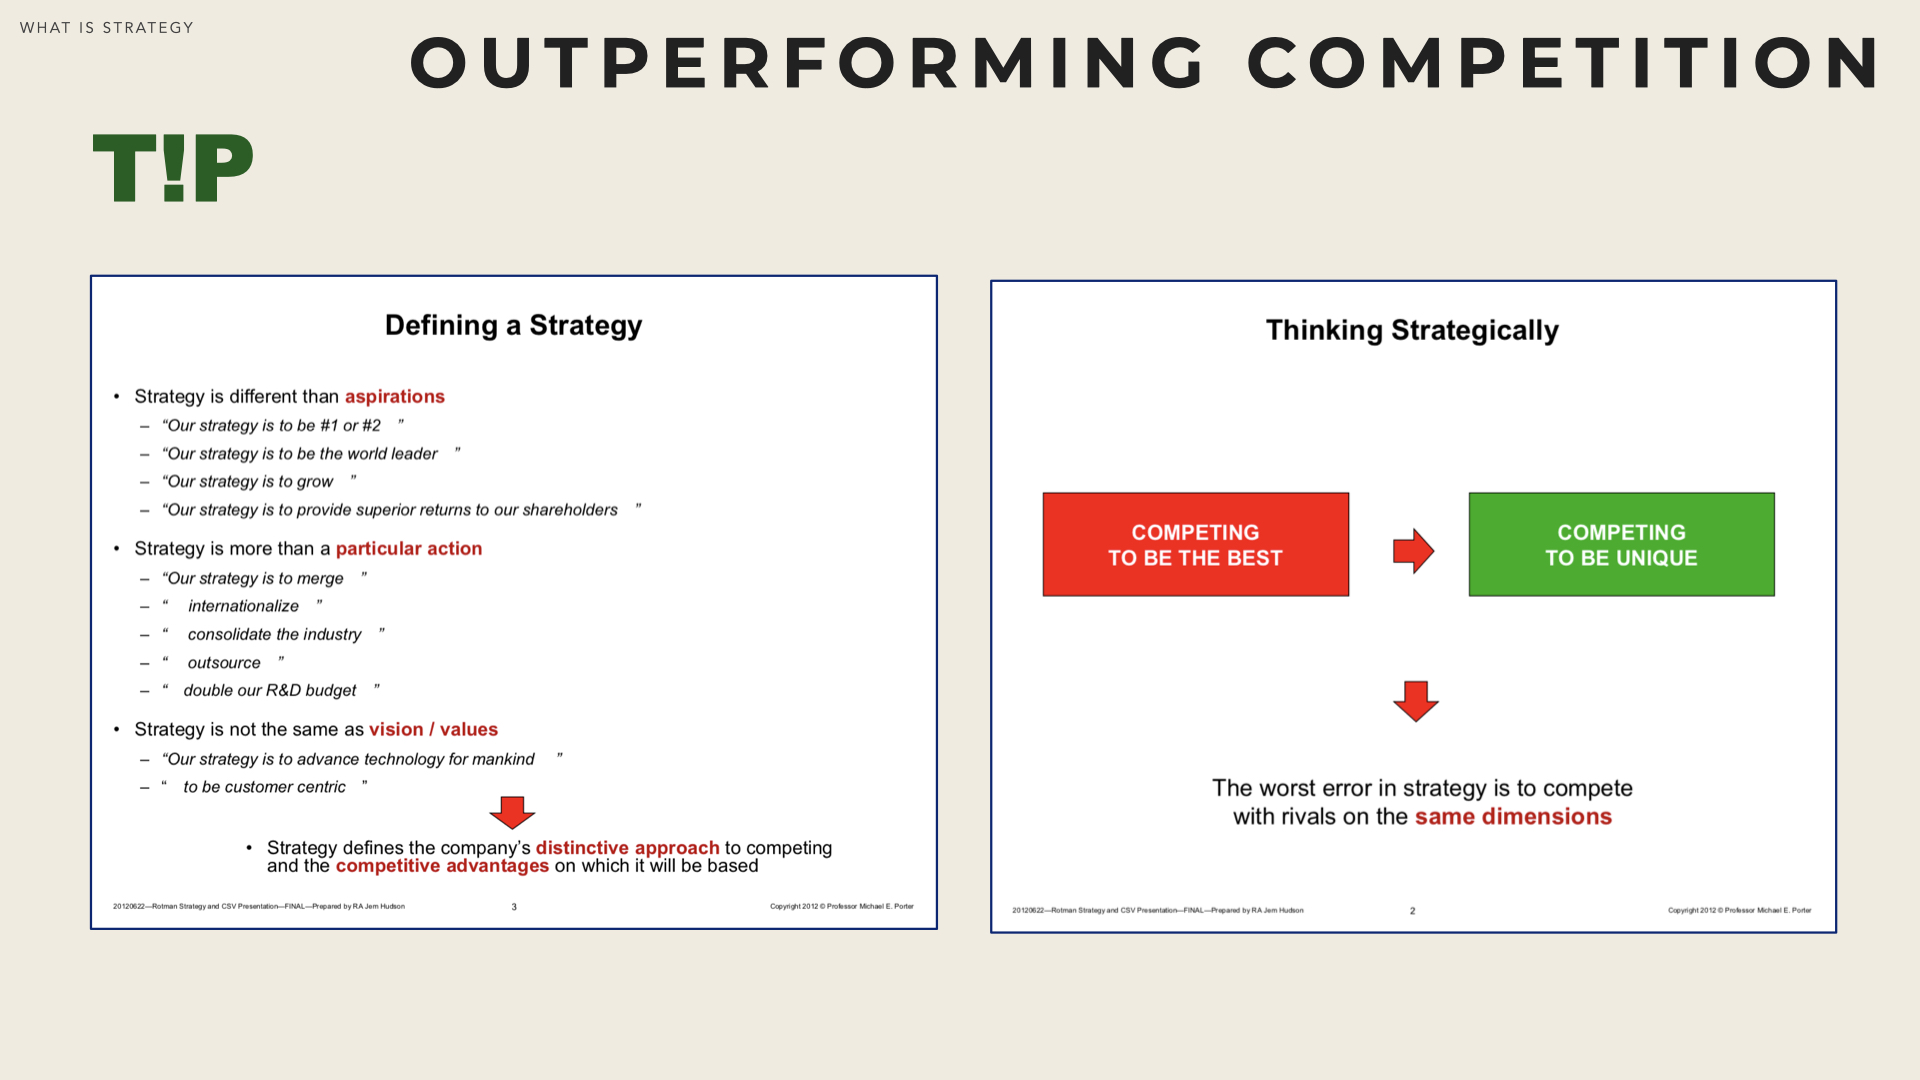 WHAT IS STRATEGY
OUTPERFORMING COMPETITION
T!P
Defining a Strategy
• Strategy is different than aspirations
– “Our strategy is to be #1 or #2 ”
– “Our strategy is to be the world leader ”
– “Our strategy is to grow ”
– “Our strategy is to provide superior returns to our shareholders ”
• Strategy is more than a particular action
– “Our strategy is to merge ”
– “ internationalize ”
– “ consolidate the industry ”
– “ outsource ”
– “ double our R&D budget ”
• Strategy is not the same as vision / values
– “Our strategy is to advance technology for mankind ”
– “ to be customer centric ”
• Strategy defines the company’s distinctive approach to competing
and the competitive advantages on which it will be based
20120622—Rotman Strategy and CSV Presentation—FINAL—Prepared by RA Jem Hudson
3
Copyright 2012 © Professor Michael E. Porter
Thinking Strategically
COMPETING
TO BE THE BEST
COMPETING
TO BE UNIQUE
The worst error in strategy is to compete
with rivals on the same dimensions
20120622—Rotman Strategy and CSV Presentation—FINAL—Prepared by RA Jem Hudson
2
Copyright 2012 © Professor Michael E. Porter